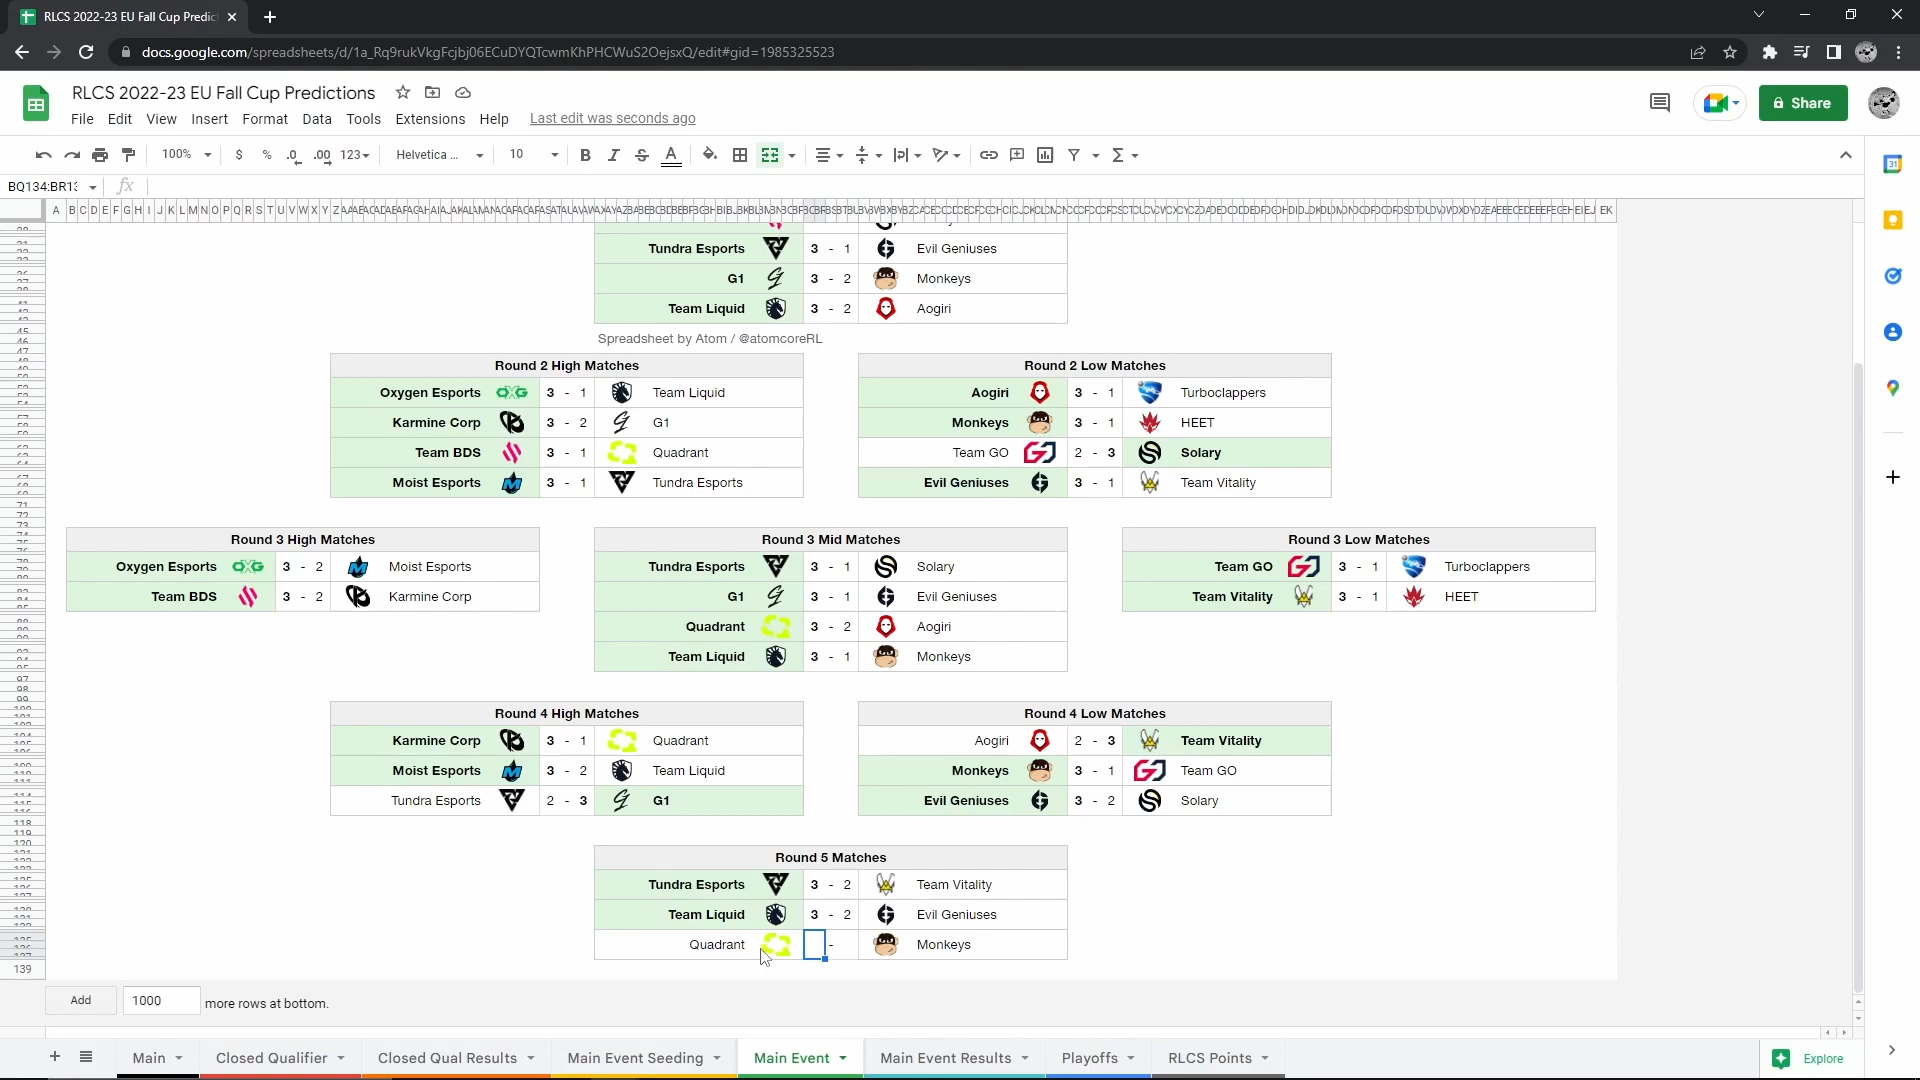 RLCS 2022-23 EU Fall Cup Predict
docs.google.com/spreadsheets/d/1a_Rq9rukVkgFcjbj06ECuDYQTcwmKhPHCWuS2OejsxQ/edit#gid=1985325523
RLCS 2022-23 EU Fall Cup Predictions
Share
File Edit View Insert Format Data Tools Extensions Help Last edit was seconds ago
100% $ % .0 .00 123 Helvetica ... 10 B I S A
BQ134:BR13 fx
Tundra Esports 3 - 1 Evil Geniuses
G1 3 - 2 Monkeys
Team Liquid 3 - 2 Aogiri
Spreadsheet by Atom / @atomcoreRL
Round 2 High Matches Round 2 Low Matches
Oxygen Esports 3 - 1 Team Liquid Aogiri 3 - 1 Turboclappers
Karmine Corp 3 - 2 G1 Monkeys 3 - 1 HEET
Team BDS 3 - 1 Quadrant Team GO 2 - 3 Solary
Moist Esports 3 - 1 Tundra Esports Evil Geniuses 3 - 1 Team Vitality
Round 3 High Matches Round 3 Mid Matches Round 3 Low Matches
Oxygen Esports 3 - 2 Moist Esports Tundra Esports 3 - 1 Solary Team GO 3 - 1 Turboclappers
Team BDS 3 - 2 Karmine Corp G1 3 - 1 Evil Geniuses Team Vitality 3 - 1 HEET
Quadrant 3 - 2 Aogiri
Team Liquid 3 - 1 Monkeys
Round 4 High Matches Round 4 Low Matches
Karmine Corp 3 - 1 Quadrant Aogiri 2 - 3 Team Vitality
Moist Esports 3 - 2 Team Liquid Monkeys 3 - 1 Team GO
Tundra Esports 2 - 3 G1 Evil Geniuses 3 - 2 Solary
Round 5 Matches
Tundra Esports 3 - 2 Team Vitality
Team Liquid 3 - 2 Evil Geniuses
Quadrant - Monkeys
139
Add 1000 more rows at bottom.
Main Closed Qualifier Closed Qual Results Main Event Seeding Main Event Main Event Results Playoffs RLCS Points Explore